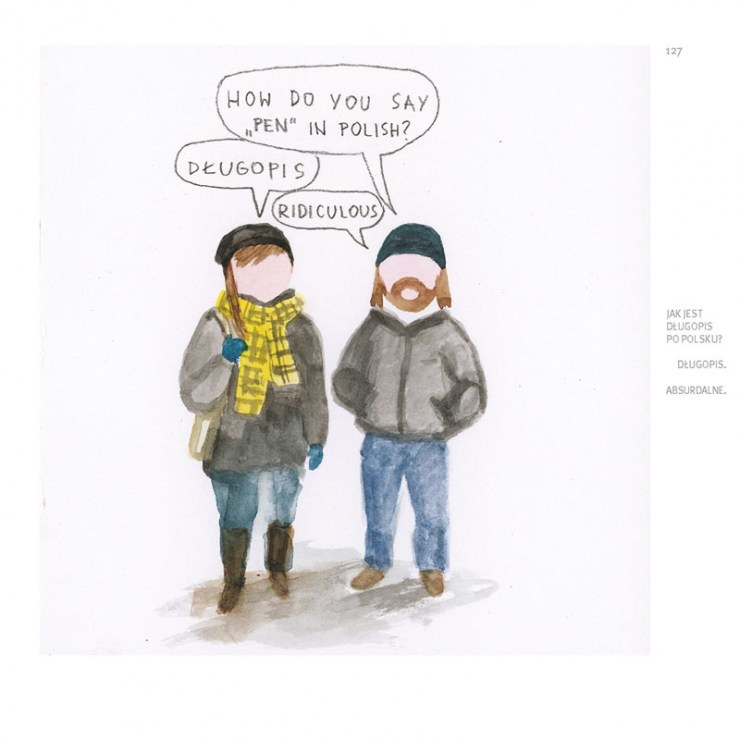 127
HOW DO YOU SAY
„PEN" IN POLISH?
DŁUGOPIS
RIDICULOUS
JAK JEST
DŁUGOPIS
PO POLSKU?
DŁUGOPIS.
ABSURDALNE.